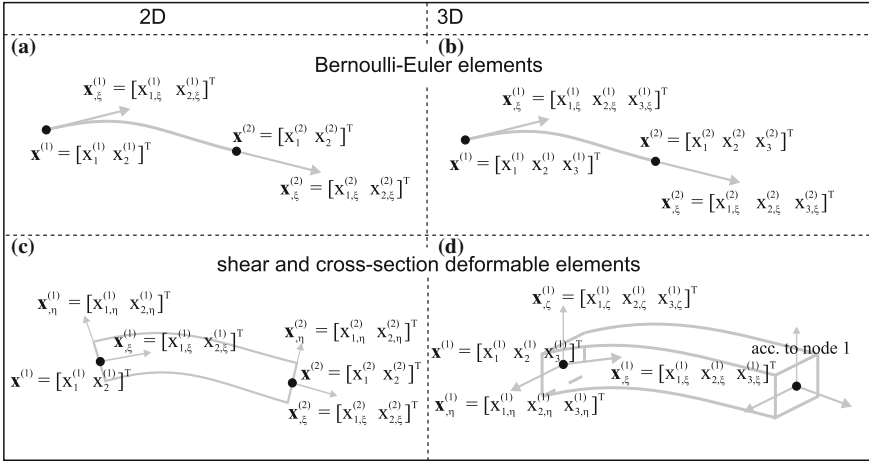 2D 3D
(a) (b)
Bernoulli-Euler elements
x,ξ^(1) = [x1,ξ^(1) x2,ξ^(1)]^T
x^(1) = [x1^(1) x2^(1)]^T
x^(2) = [x1^(2) x2^(2)]^T
x,ξ^(2) = [x1,ξ^(2) x2,ξ^(2)]^T
x,ξ^(1) = [x1,ξ^(1) x2,ξ^(1) x3,ξ^(1)]^T
x^(1) = [x1^(1) x2^(1) x3^(1)]^T
x^(2) = [x1^(2) x2^(2) x3^(2)]^T
x,ξ^(2) = [x1,ξ^(2) x2,ξ^(2) x3,ξ^(2)]^T
(c) (d)
shear and cross-section deformable elements
x,η^(1) = [x1,η^(1) x2,η^(1)]^T
x,ξ^(1) = [x1,ξ^(1) x2,ξ^(1)]^T
x^(1) = [x1^(1) x2^(1)]^T
x,η^(2) = [x1,η^(2) x2,η^(2)]^T
x^(2) = [x1^(2) x2^(2)]^T
x,ξ^(2) = [x1,ξ^(2) x2,ξ^(2)]^T
x,ζ^(1) = [x1,ζ^(1) x2,ζ^(1) x3,ζ^(1)]^T
x^(1) = [x1^(1) x2^(1) x3^(1)]^T
acc. to node 1
x,ξ^(1) = [x1,ξ^(1) x2,ξ^(1) x3,ξ^(1)]^T
x,η^(1) = [x1,η^(1) x2,η^(1) x3,η^(1)]^T